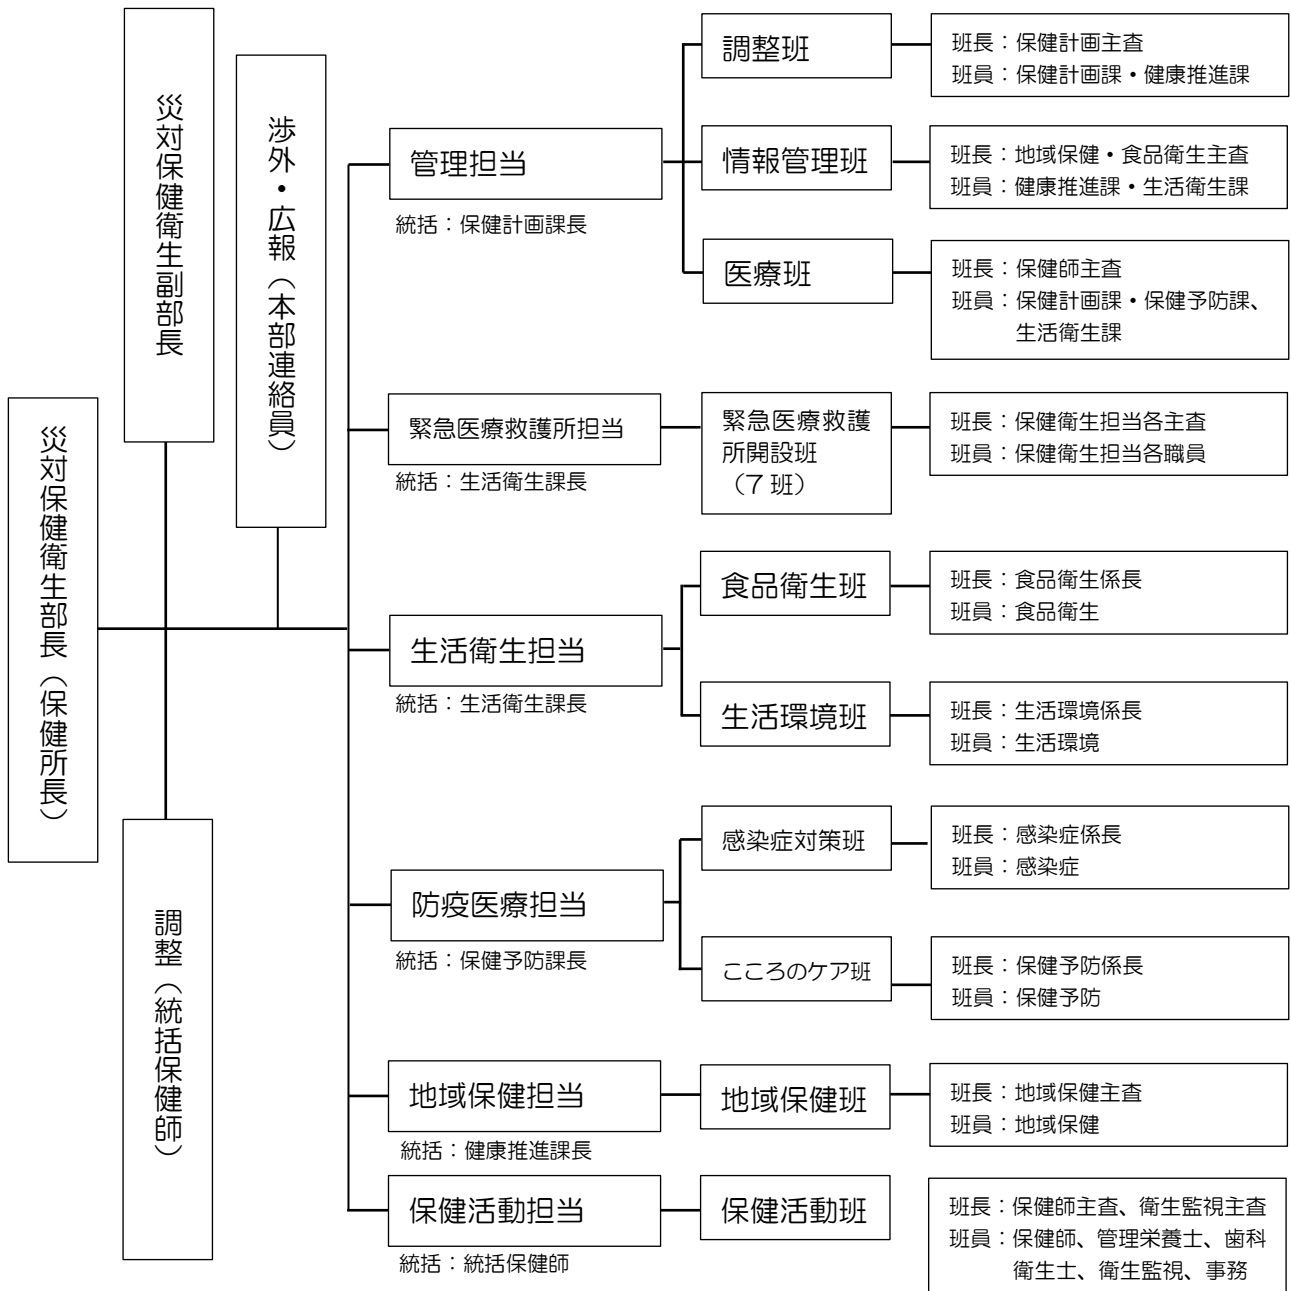 災対保健衛生部長（保健所長）
災対保健衛生副部長
調整（統括保健師）
渉外・広報（本部連絡員）
管理担当
統括：保健計画課長
調整班
班長：保健計画主査
班員：保健計画課・健康推進課
情報管理班
班長：地域保健・食品衛生主査
班員：健康推進課・生活衛生課
医療班
班長：保健師主査
班員：保健計画課・保健予防課、
生活衛生課
緊急医療救護所担当
統括：生活衛生課長
緊急医療救護
所開設班
（７班）
班長：保健衛生担当各主査
班員：保健衛生担当各職員
生活衛生担当
統括：生活衛生課長
食品衛生班
班長：食品衛生係長
班員：食品衛生
生活環境班
班長：生活環境係長
班員：生活環境
防疫医療担当
統括：保健予防課長
感染症対策班
班長：感染症係長
班員：感染症
こころのケア班
班長：保健予防係長
班員：保健予防
地域保健担当
統括：健康推進課長
地域保健班
班長：地域保健主査
班員：地域保健
保健活動担当
統括：統括保健師
保健活動班
班長：保健師主査、衛生監視主査
班員：保健師、管理栄養士、歯科
衛生士、衛生監視、事務